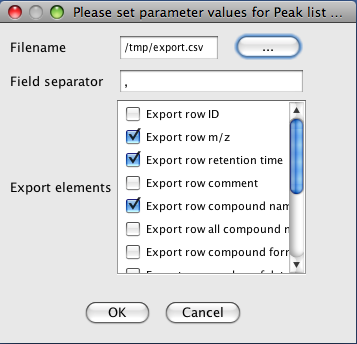 Please set parameter values for Peak list ...
Filename
/tmp/export.csv
...
Field separator
,
Export elements
Export row ID
Export row m/z
Export row retention time
Export row comment
Export row compound nam
Export row all compound n
Export row compound form
OK
Cancel